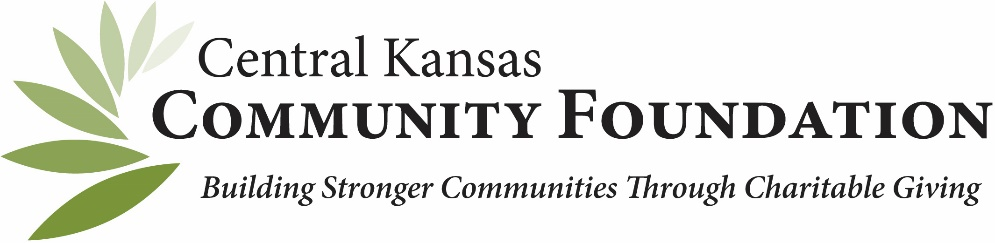 Central Kansas
Community Foundation
Building Stronger Communities Through Charitable Giving